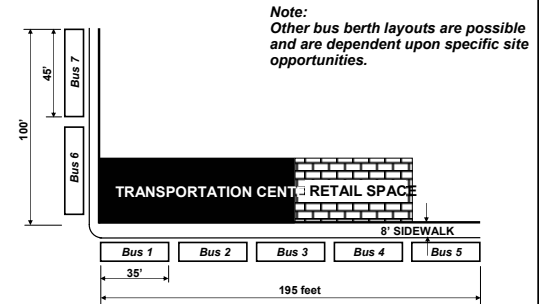 Note:
Other bus berth layouts are possible
and are dependent upon specific site
opportunities.
Bus 7
45'
100'
Bus 6
TRANSPORTATION CENT
RETAIL SPACE
8' SIDEWALK
Bus 1
Bus 2
Bus 3
Bus 4
Bus 5
35'
195 feet